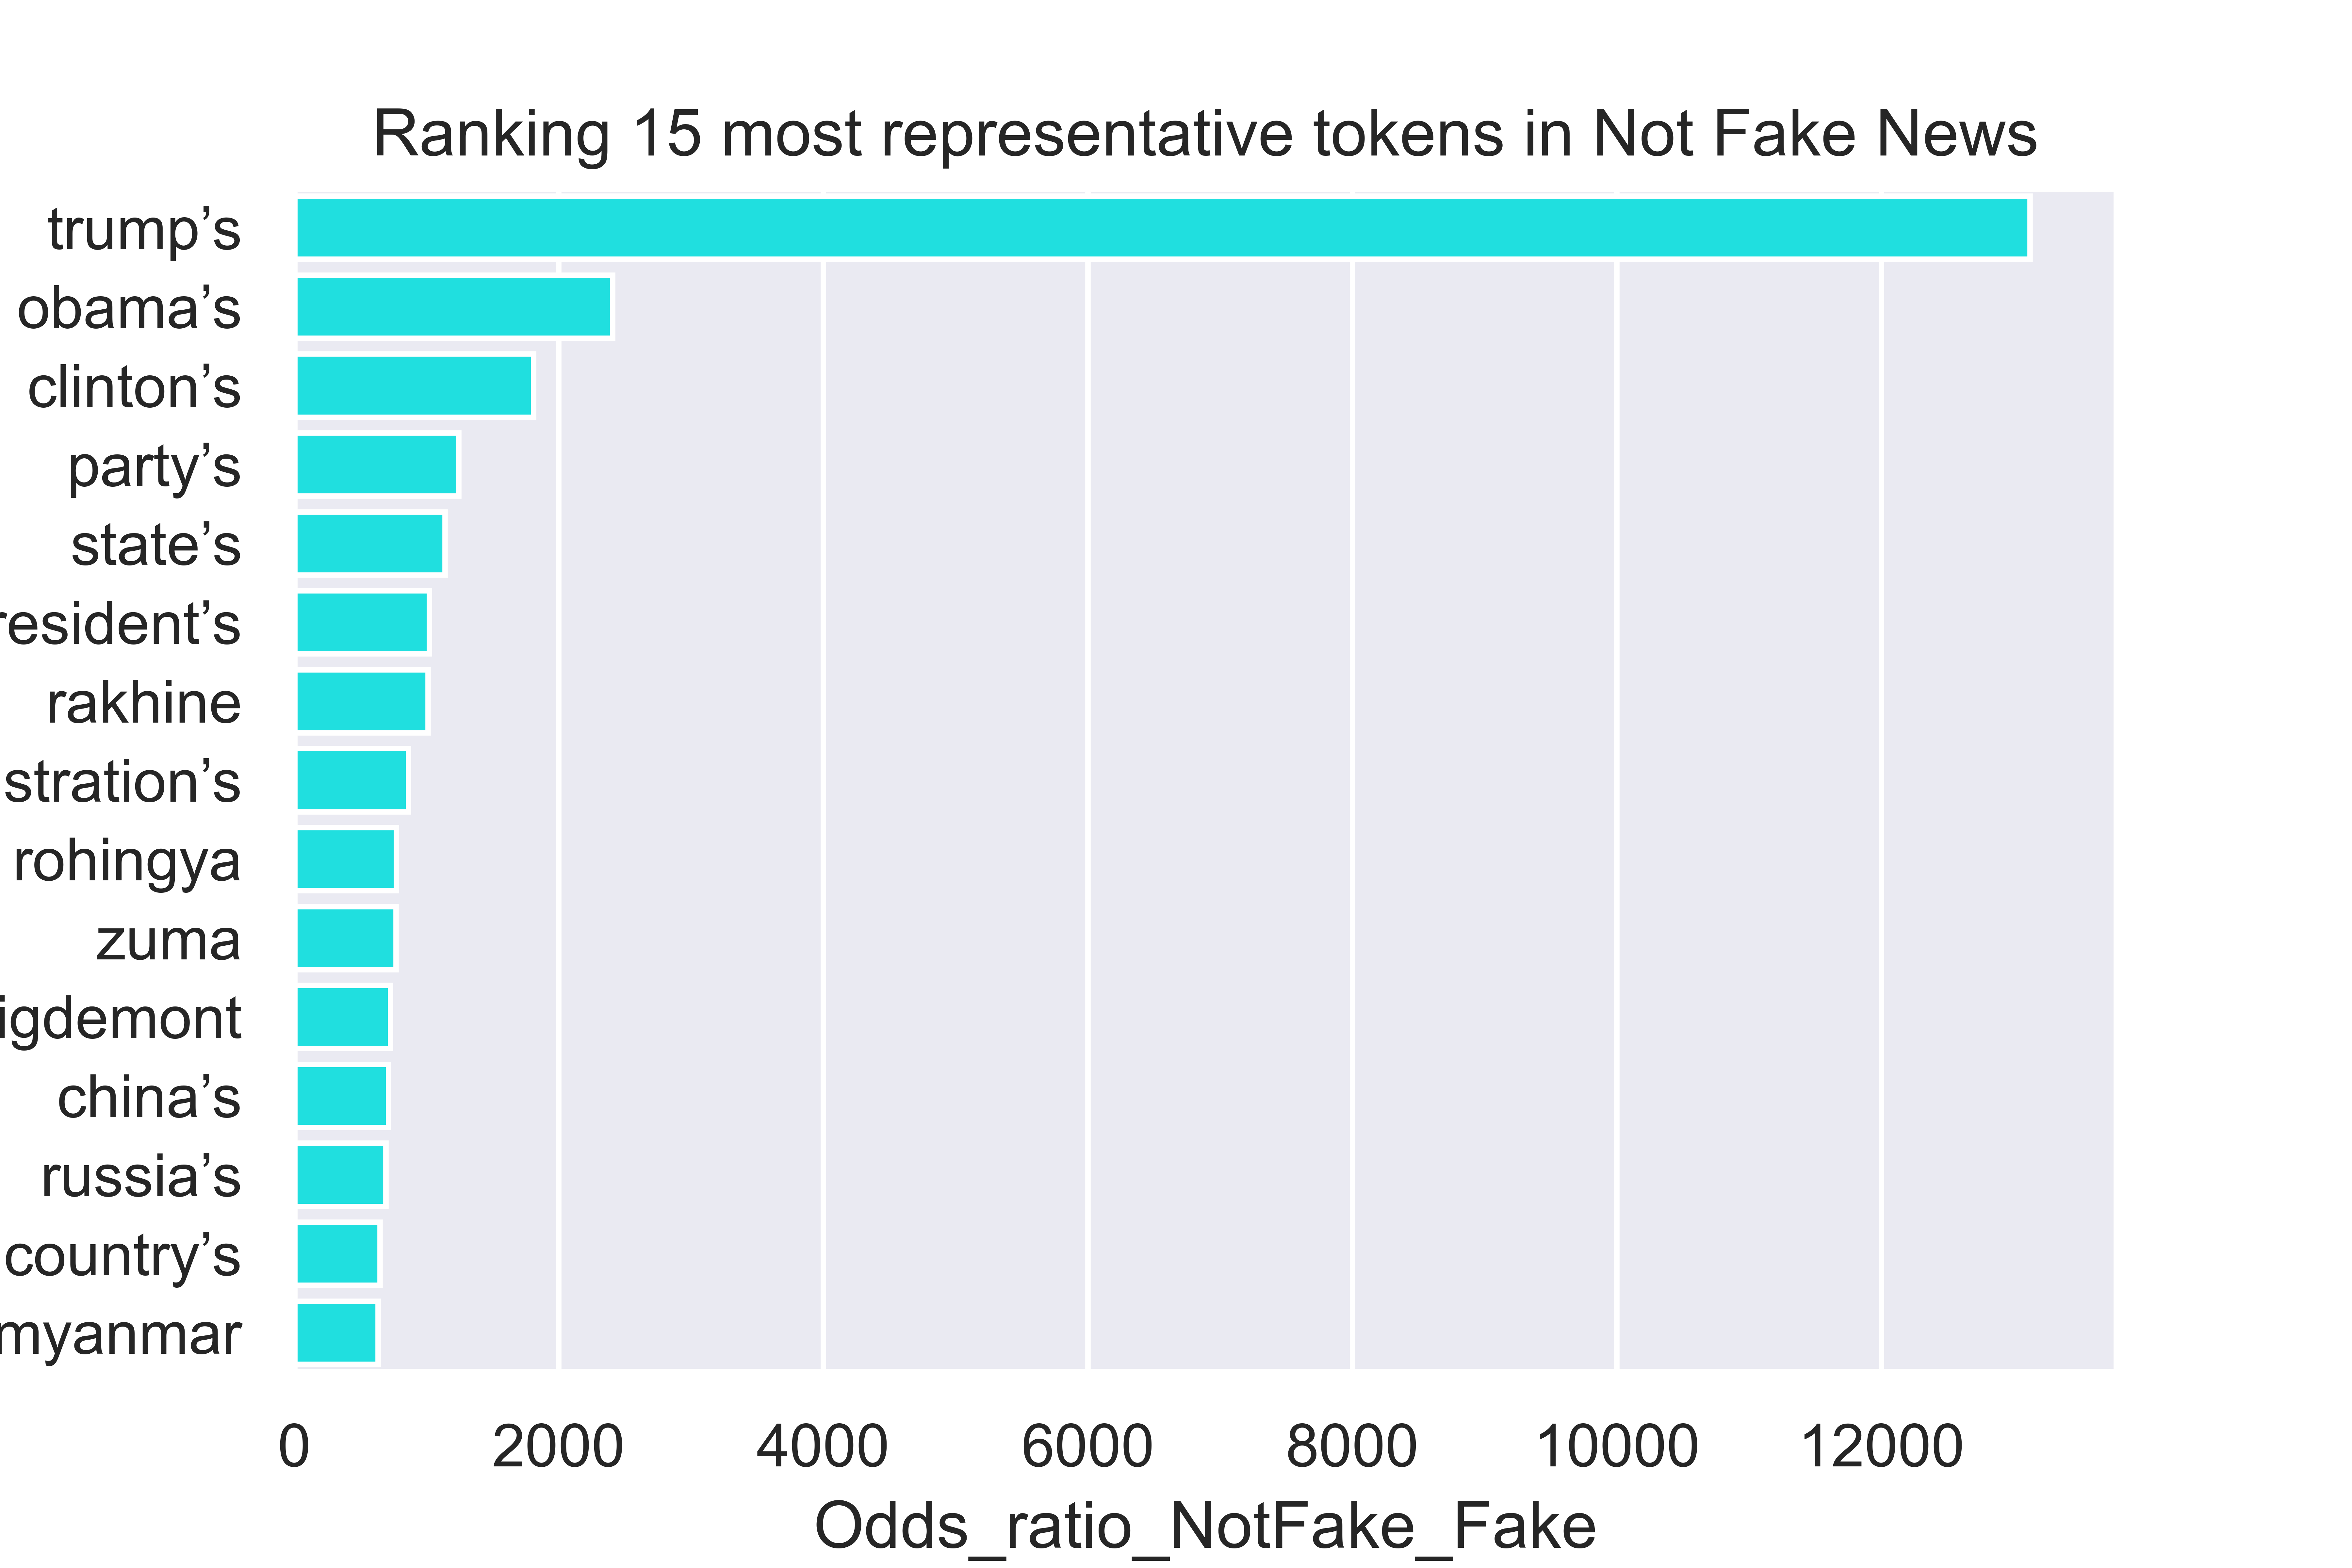 Ranking 15 most representative tokens in Not Fake News
trump’s
obama’s
clinton’s
party’s
state’s
resident’s
rakhine
stration’s
rohingya
zuma
igdemont
china’s
russia’s
country’s
myanmar
0 2000 4000 6000 8000 10000 12000
Odds_ratio_NotFake_Fake